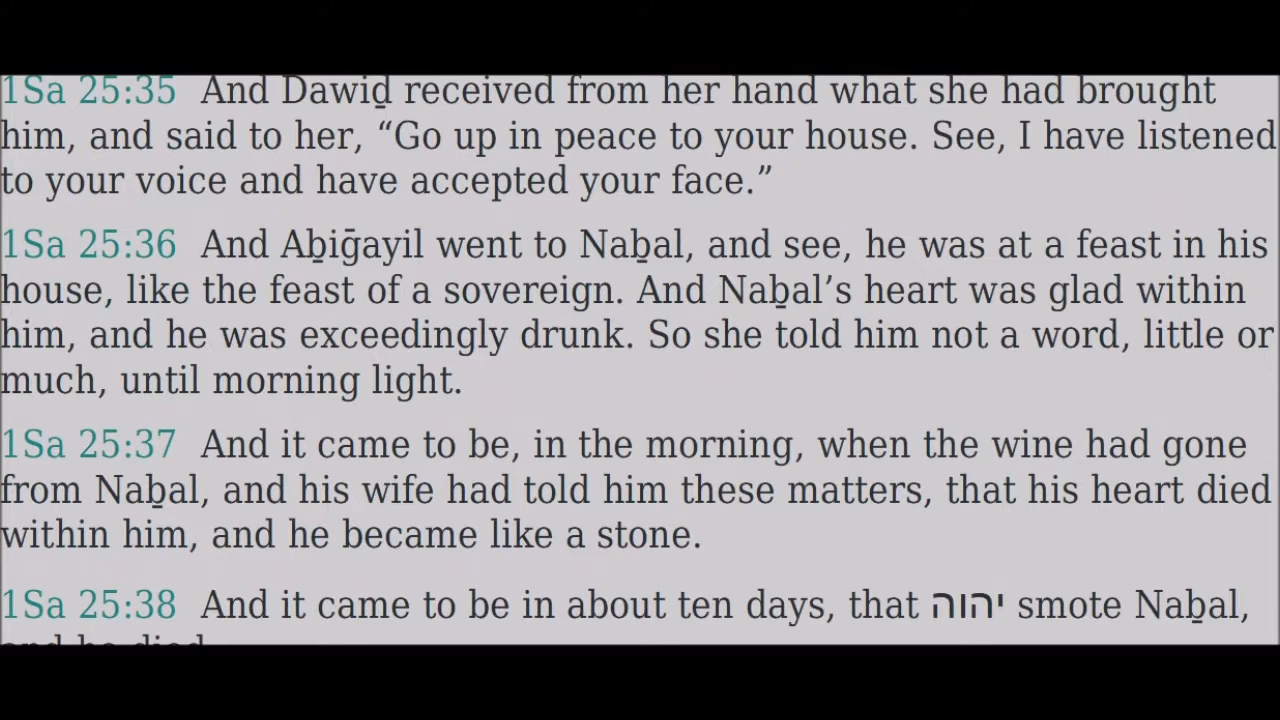 1Sa 25:35 And Dawiḏ received from her hand what she had brought
him, and said to her, “Go up in peace to your house. See, I have listened
to your voice and have accepted your face.”
1Sa 25:36 And Aḇiḡayil went to Naḇal, and see, he was at a feast in his
house, like the feast of a sovereign. And Naḇal’s heart was glad within
him, and he was exceedingly drunk. So she told him not a word, little or
much, until morning light.
1Sa 25:37 And it came to be, in the morning, when the wine had gone
from Naḇal, and his wife had told him these matters, that his heart died
within him, and he became like a stone.
1Sa 25:38 And it came to be in about ten days, that יהוה smote Naḇal,
and he died